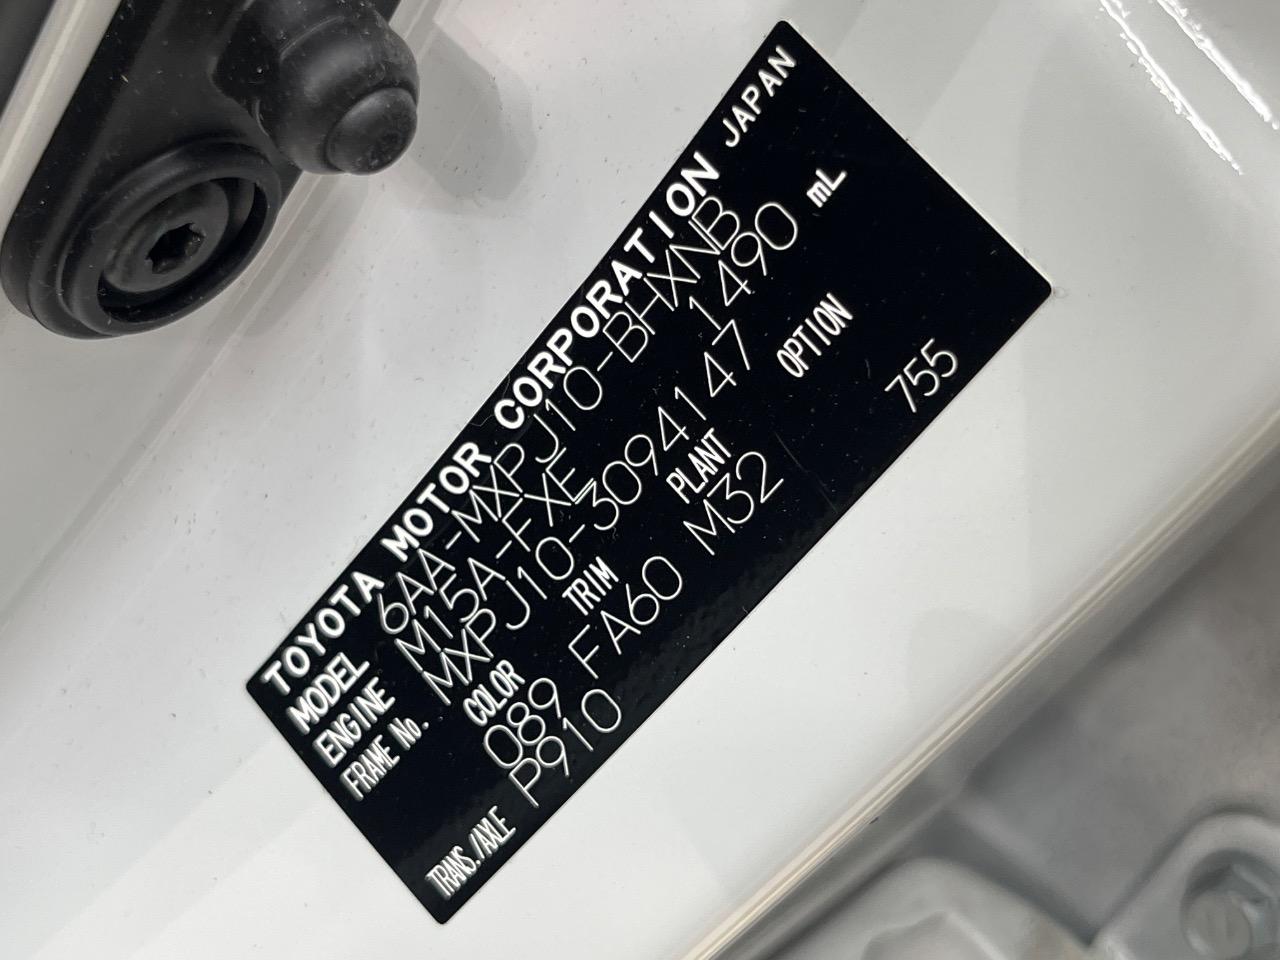 TOYOTA MOTOR CORPORATION JAPAN
MODEL 6AA-MXPJ10-BHXNB
ENGINE M15A-FXE 1490 mL
FRAME No. MXPJ10-3094147
COLOR TRIM PLANT OPTION
089 FA60 M32 755
TRANS./AXLE P910